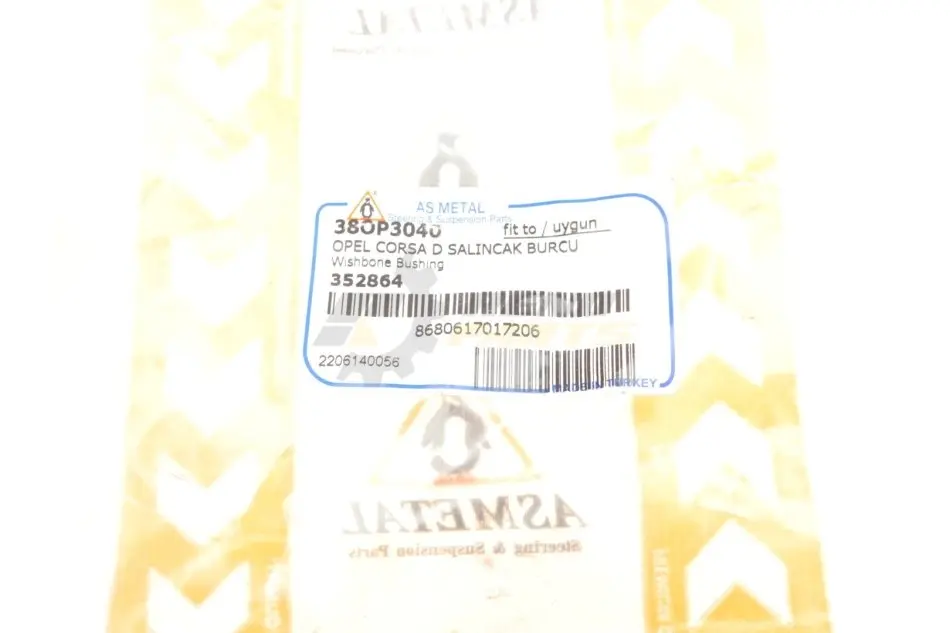 ASMETAL
AS METAL
Steering & Suspension Parts
38OP3040 fit to / uygun
OPEL CORSA D SALINCAK BURCU
Wishbone Bushing
352864
8680617017206
2206140056
MADE IN TURKEY
ASMETAL
Steering & Suspension Parts